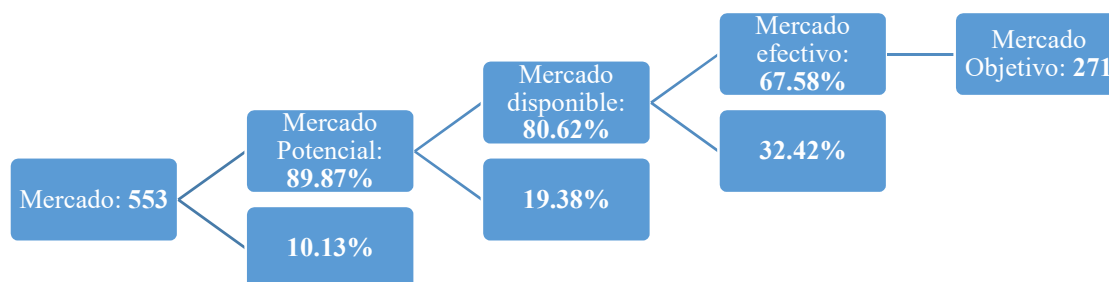 Mercado: 553
Mercado
Potencial:
89.87%
10.13%
Mercado
disponible:
80.62%
19.38%
Mercado
efectivo:
67.58%
32.42%
Mercado
Objetivo: 271